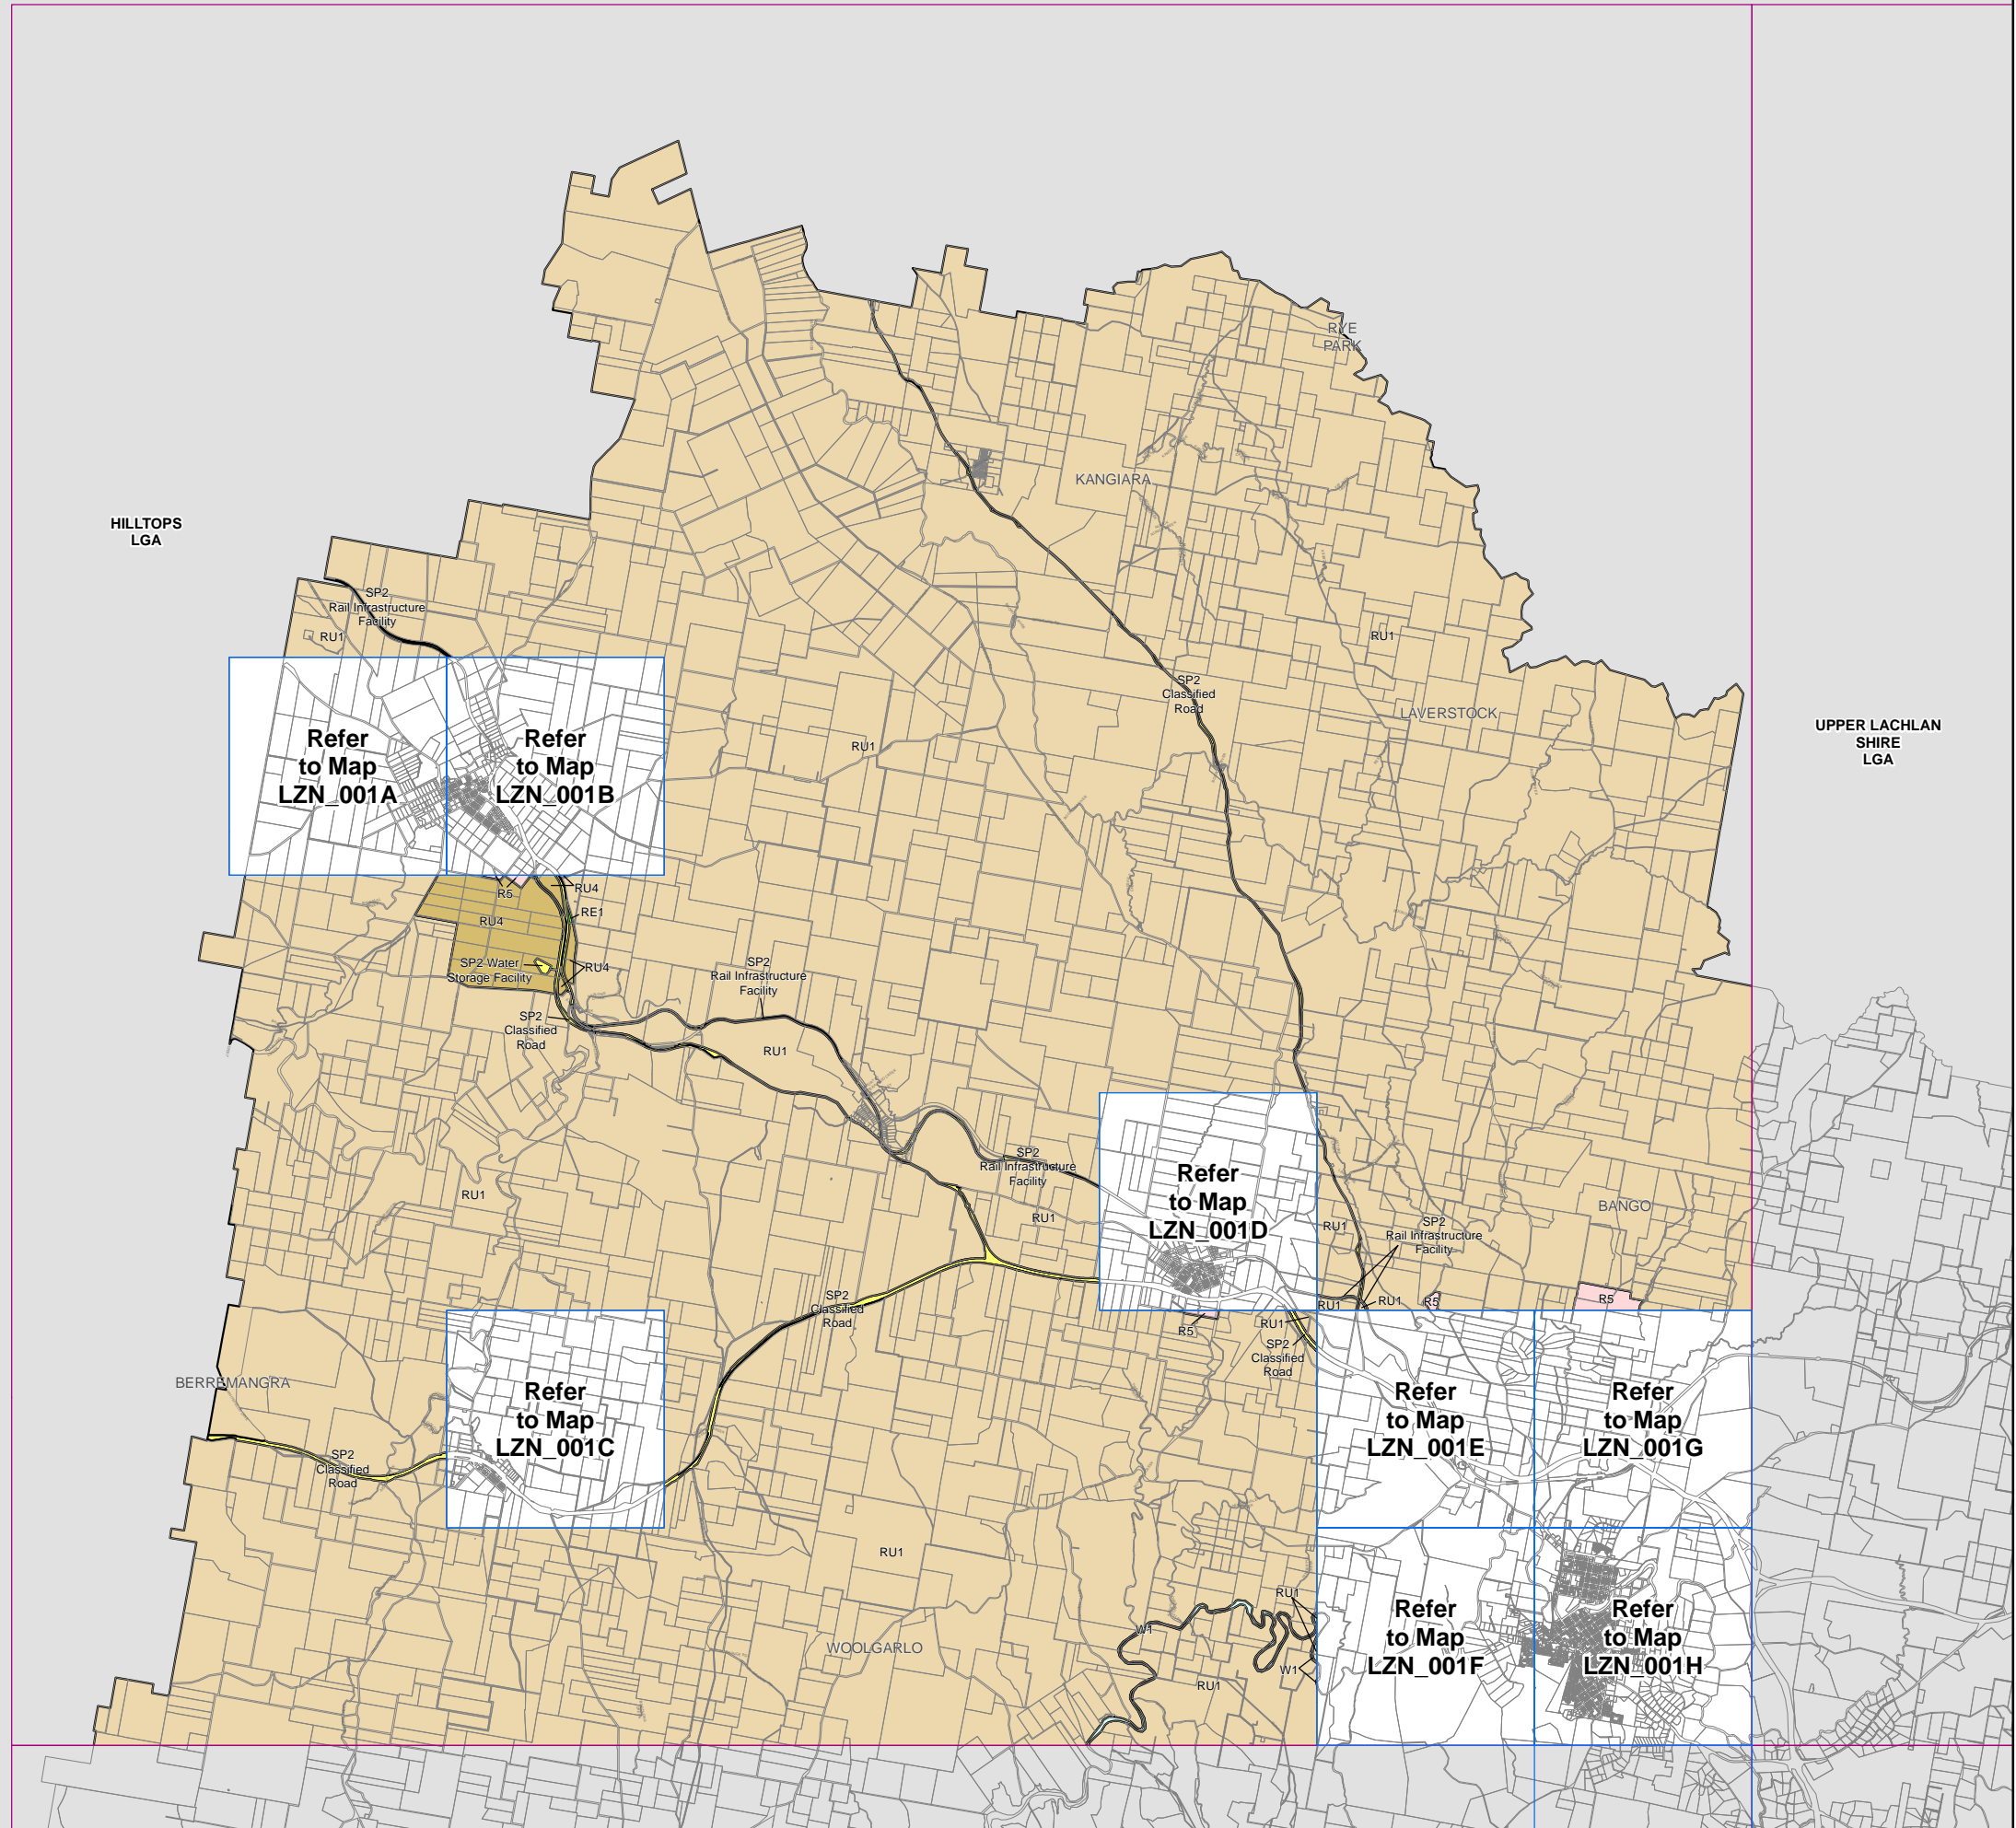 RYE
PARK
KANGIARA
HILLTOPS
LGA
SP2
Rail Infrastructure
Facility
RU1
RU1
SP2
Classified
Road
LAVERSTOCK
UPPER LACHLAN
SHIRE
LGA
RU1
Refer
to Map
LZN_001A
Refer
to Map
LZN_001B
R5
RU4
RU4
RE1
SP2 Water
Storage Facility
RU4
SP2
Rail Infrastructure
Facility
SP2
Classified
Road
RU1
SP2
Rail Infrastructure
Facility
RU1
RU1
Refer
to Map
LZN_001D
BANGO
RU1
SP2
Rail Infrastructure
Facility
SP2
Classified
Road
RU1
RU1
R5
R5
R5
RU1
SP2
Classified
Road
BERREMANGRA
SP2
Classified
Road
Refer
to Map
LZN_001C
Refer
to Map
LZN_001E
Refer
to Map
LZN_001G
RU1
RU1
W1
W1
RU1
WOOLGARLO
Refer
to Map
LZN_001F
Refer
to Map
LZN_001H